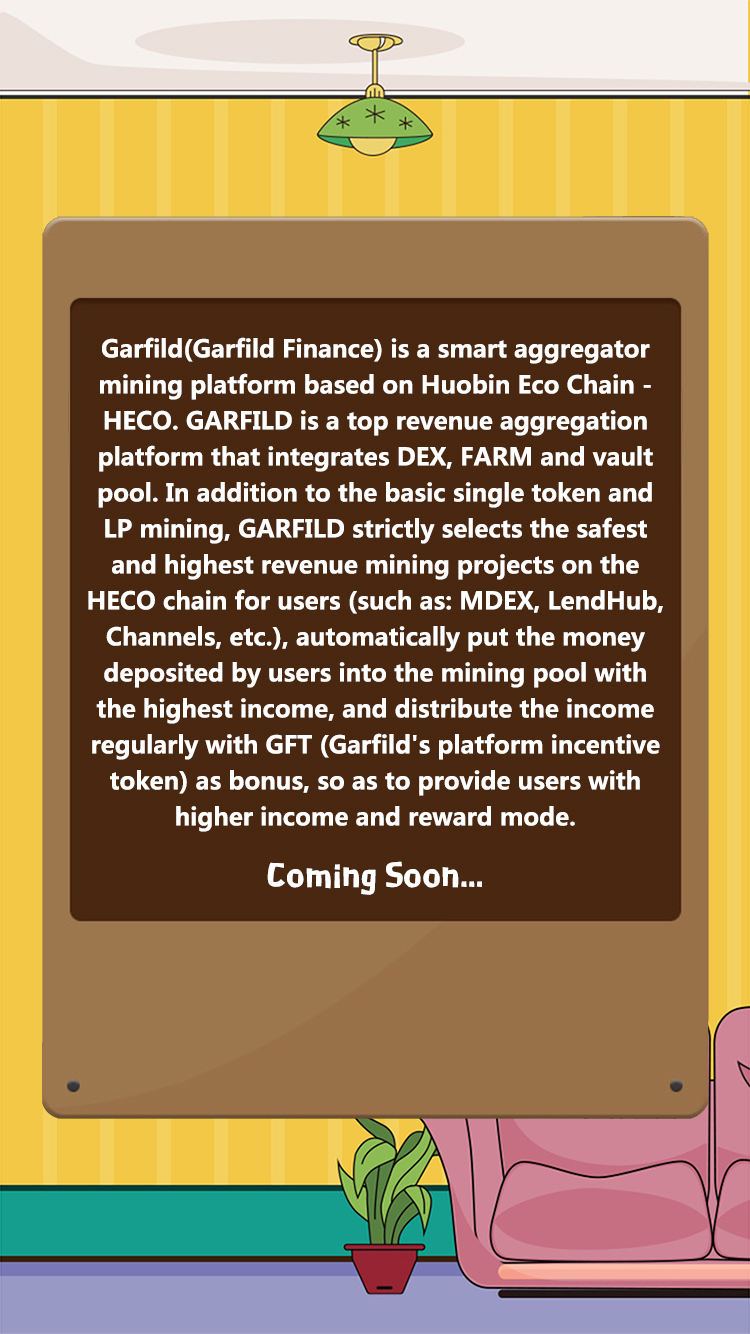 Garfild(Garfild Finance) is a smart aggregator
mining platform based on Huobin Eco Chain -
HECO. GARFILD is a top revenue aggregation
platform that integrates DEX, FARM and vault
pool. In addition to the basic single token and
LP mining, GARFILD strictly selects the safest
and highest revenue mining projects on the
HECO chain for users (such as: MDEX, LendHub,
Channels, etc.), automatically put the money
deposited by users into the mining pool with
the highest income, and distribute the income
regularly with GFT (Garfild's platform incentive
token) as bonus, so as to provide users with
higher income and reward mode.
Coming Soon...